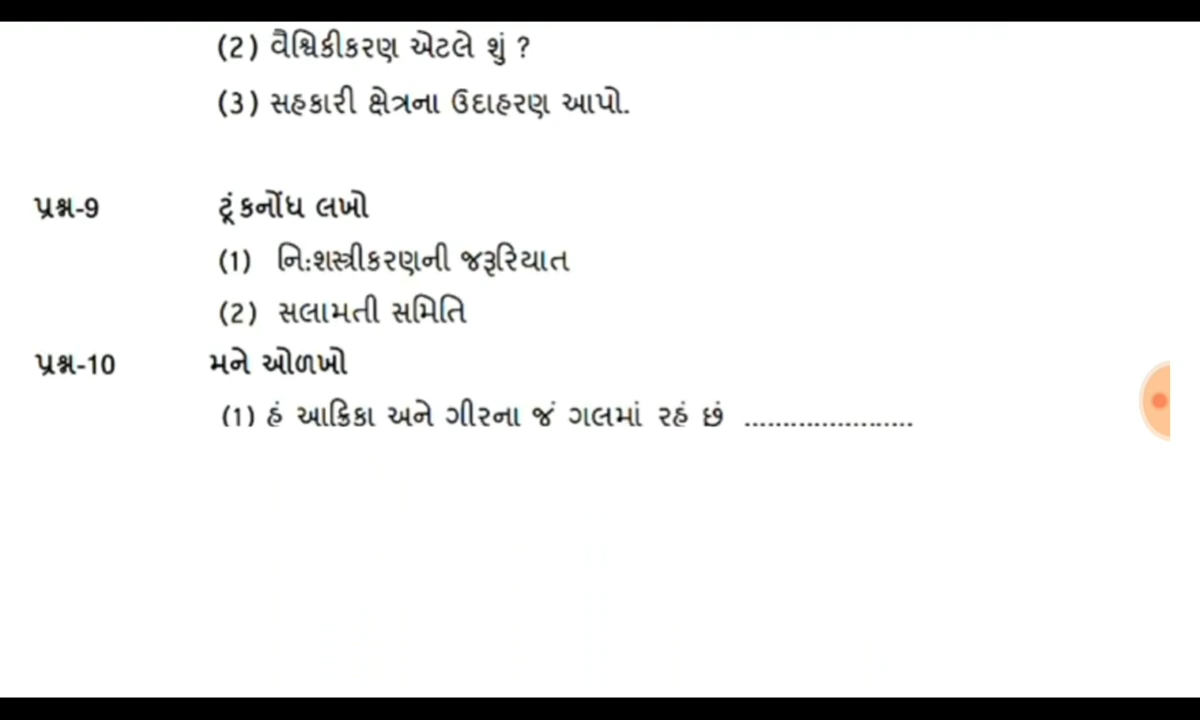 (2) વૈશ્વિકીકરણ એટલે શું ?
(3) સહકારી ક્ષેત્રના ઉદાહરણ આપો.
પ્રશ્ન-9 ટૂંકનોંધ લખો
(1) નિઃશસ્ત્રીકરણની જરૂરિયાત
(2) સલામતી સમિતિ
પ્રશ્ન-10 મને ઓળખો
(1) હું આફ્રિકા અને ગીરના જંગલમાં રહું છું ......................